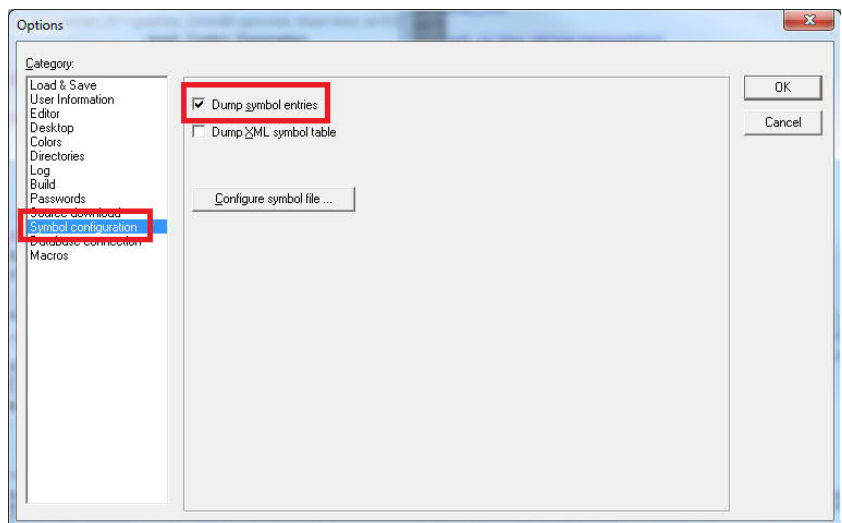 Options
Category:
Load & Save
User Information
Editor
Desktop
Colors
Directories
Log
Build
Passwords
Source download
Symbol configuration
Database connection
Macros
Dump symbol entries
Dump XML symbol table
Configure symbol file ...
OK
Cancel